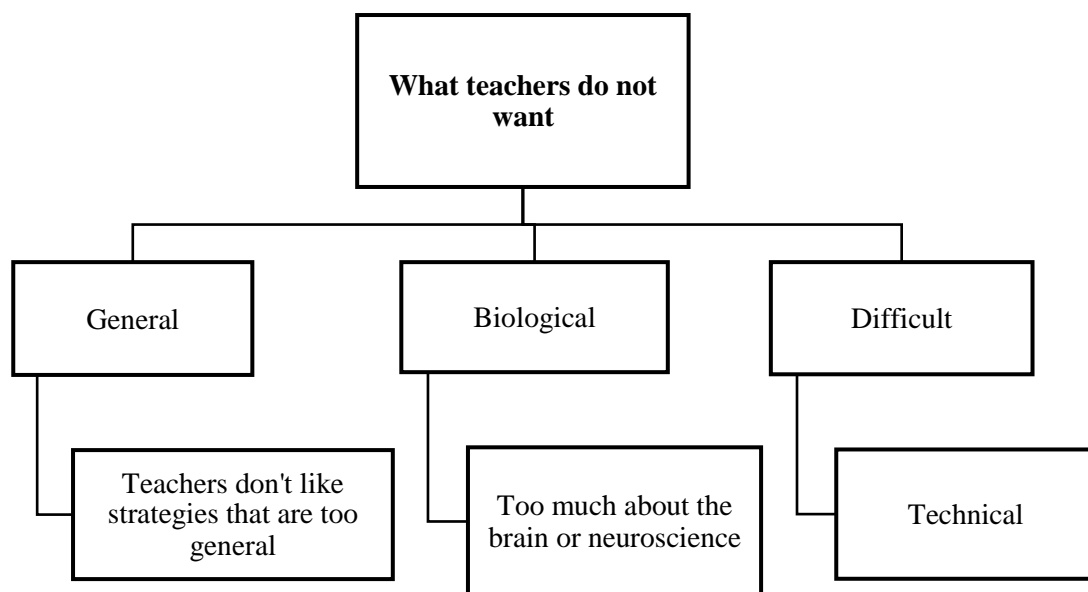 What teachers do not
want
General
Biological
Difficult
Teachers don't like
strategies that are too
general
Too much about the
brain or neuroscience
Technical